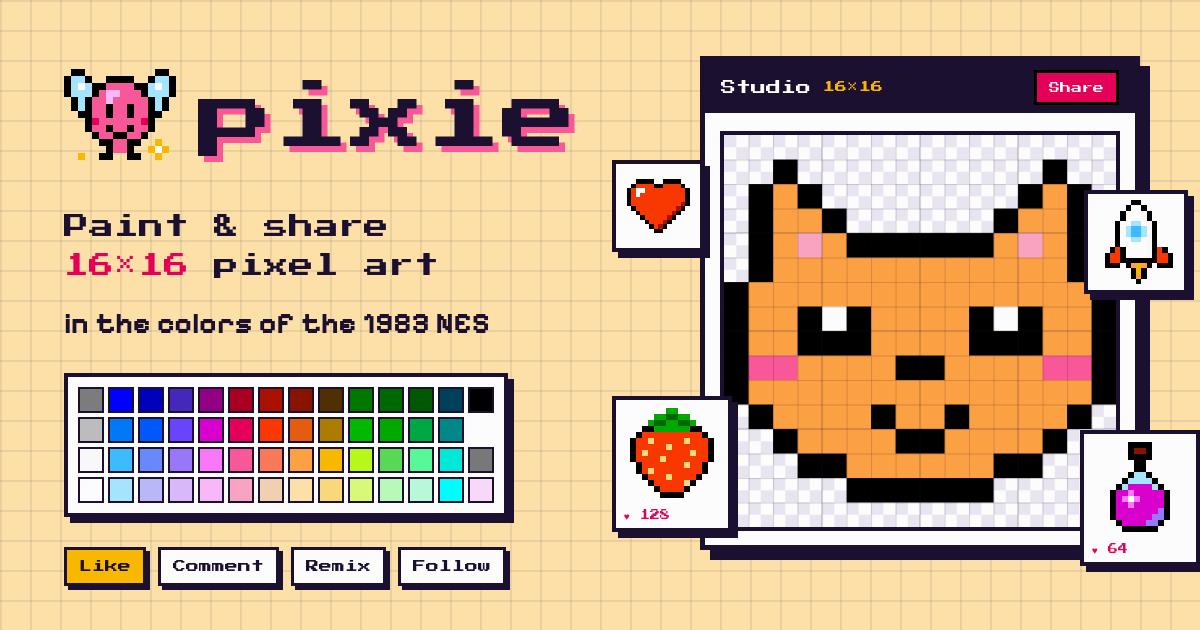 pixie
Paint & share
16×16 pixel art
in the colors of the 1983 NES
Like
Comment
Remix
Follow
Studio 16×16
Share
♥ 128
♥ 64